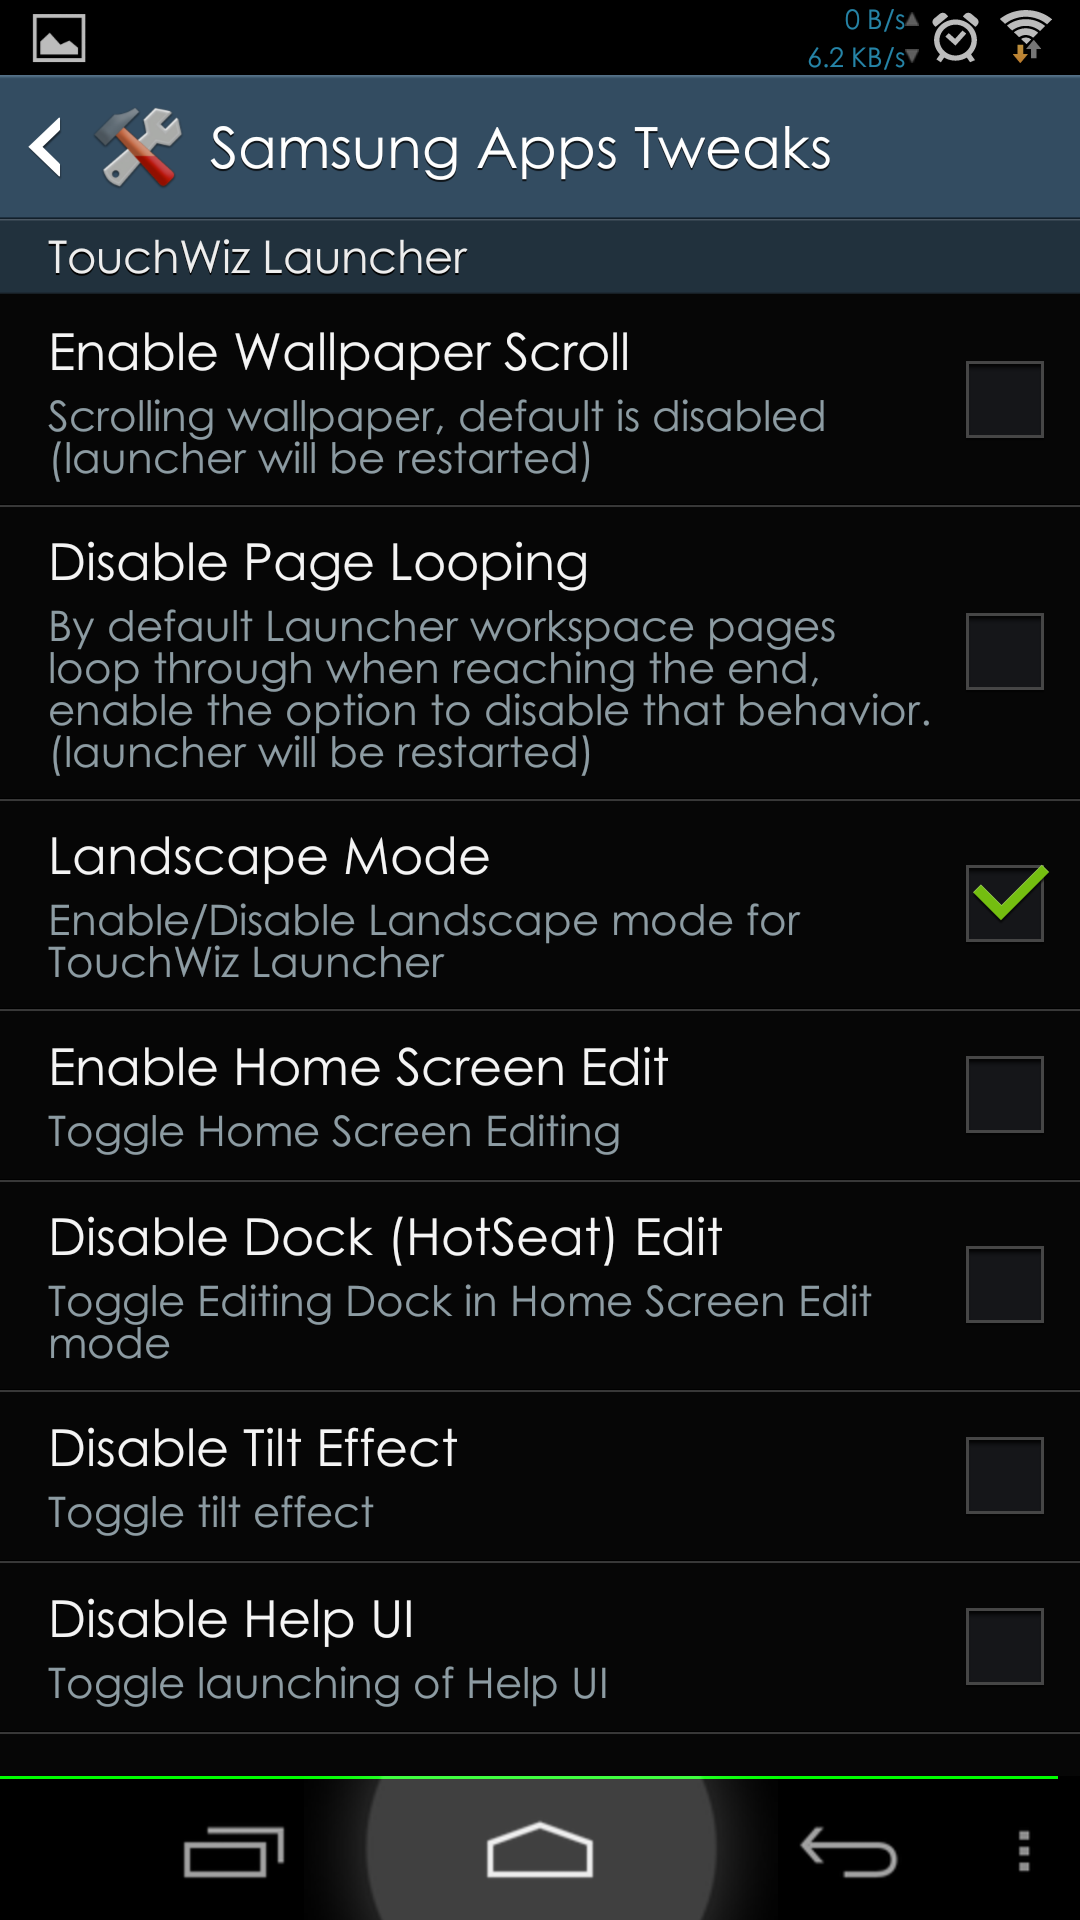 0 B/s
6.2 KB/s
Samsung Apps Tweaks
TouchWiz Launcher
Enable Wallpaper Scroll
Scrolling wallpaper, default is disabled
(launcher will be restarted)
Disable Page Looping
By default Launcher workspace pages
loop through when reaching the end,
enable the option to disable that behavior.
(launcher will be restarted)
Landscape Mode
Enable/Disable Landscape mode for
TouchWiz Launcher
Enable Home Screen Edit
Toggle Home Screen Editing
Disable Dock (HotSeat) Edit
Toggle Editing Dock in Home Screen Edit
mode
Disable Tilt Effect
Toggle tilt effect
Disable Help UI
Toggle launching of Help UI